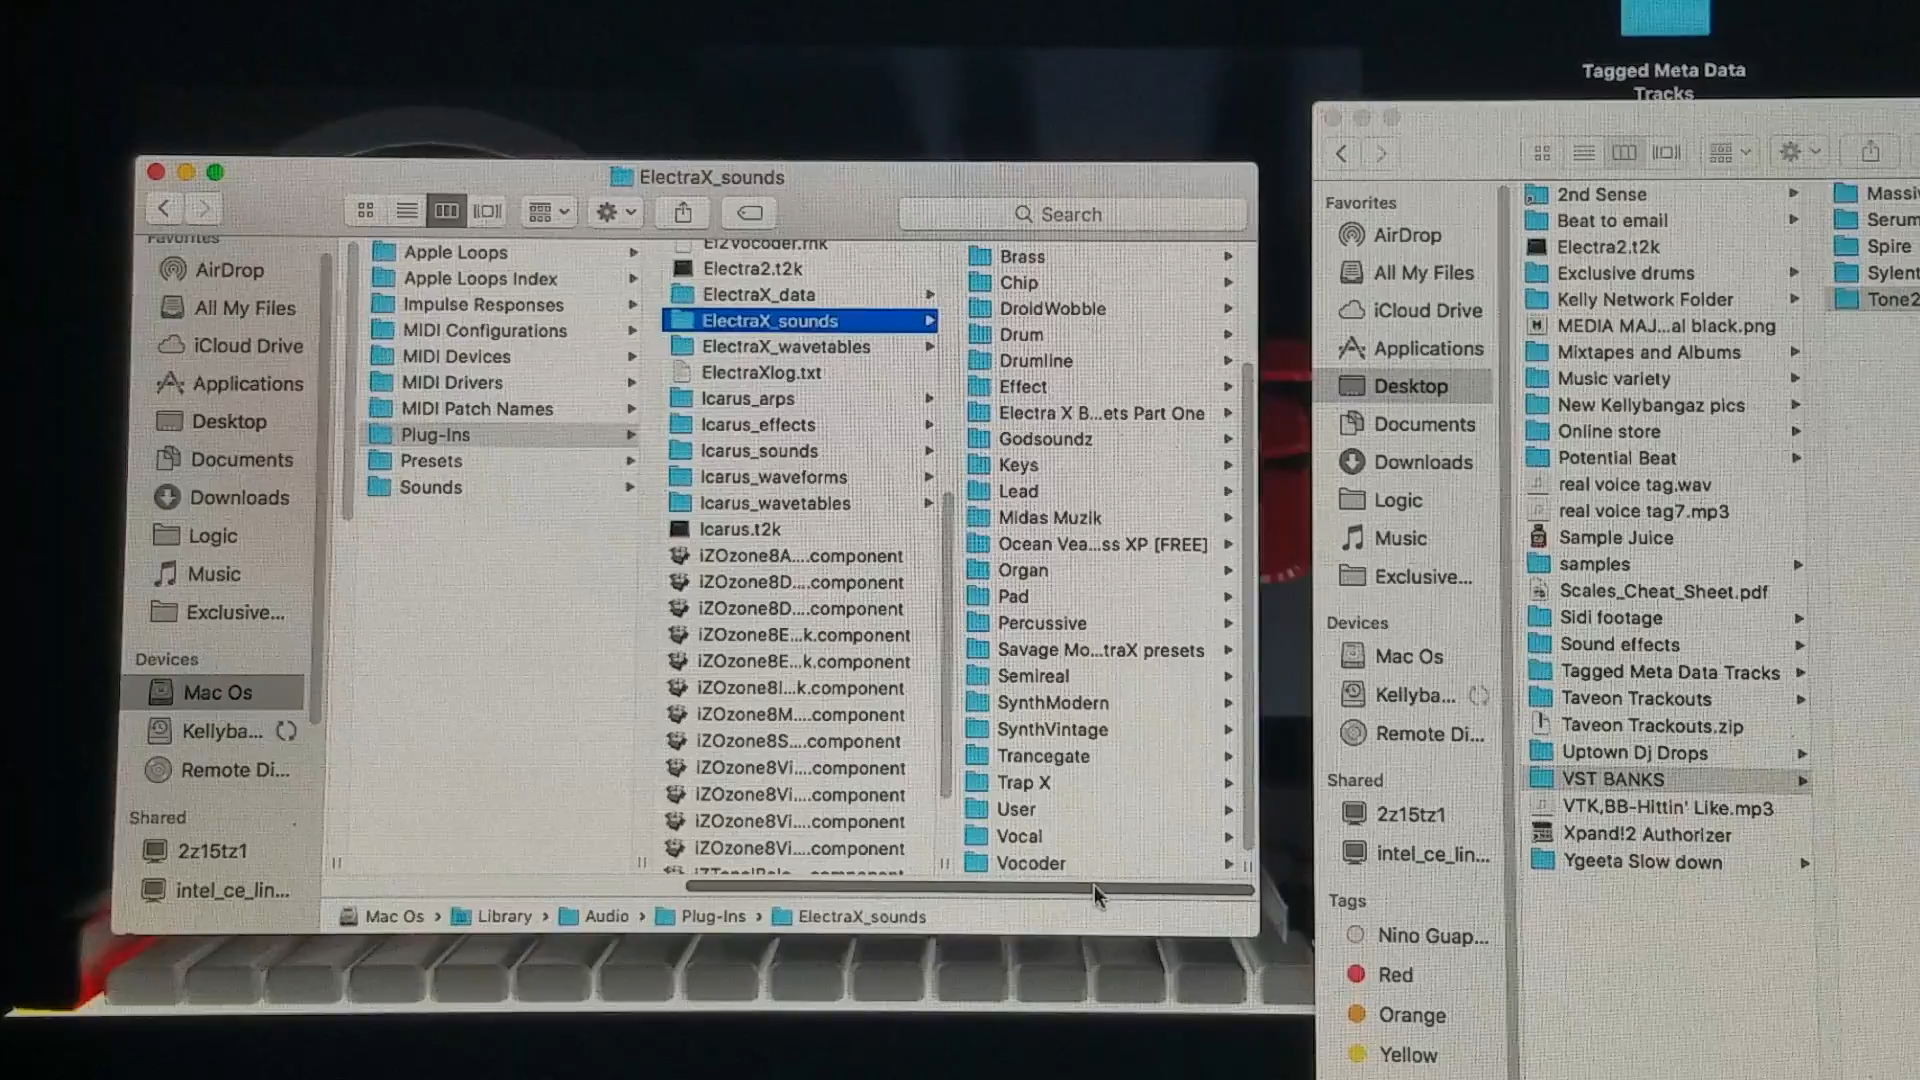 Tagged Meta Data
Tracks
ElectraX_sounds
Search
Favorites
AirDrop
All My Files
iCloud Drive
Applications
Desktop
Documents
Downloads
Logic
Music
Exclusive...
Devices
Mac Os
Kellyba...
Remote Di...
Shared
2z15tz1
intel_ce_lin...
Apple Loops
Apple Loops Index
Impulse Responses
MIDI Configurations
MIDI Devices
MIDI Drivers
MIDI Patch Names
Plug-Ins
Presets
Sounds
El2Vocoder.fnk
Electra2.t2k
ElectraX_data
ElectraX_sounds
ElectraX_wavetables
ElectraXlog.txt
Icarus_arps
Icarus_effects
Icarus_sounds
Icarus_waveforms
Icarus_wavetables
Icarus.t2k
iZOzone8A....component
iZOzone8D....component
iZOzone8D....component
iZOzone8E...k.component
iZOzone8E...k.component
iZOzone8I...k.component
iZOzone8M....component
iZOzone8S....component
iZOzone8Vi....component
iZOzone8Vi....component
iZOzone8Vi....component
iZOzone8Vi....component
Brass
Chip
DroidWobble
Drum
Drumline
Effect
Electra X B...ets Part One
Godsoundz
Keys
Lead
Midas Muzik
Ocean Vea...ss XP [FREE]
Organ
Pad
Percussive
Savage Mo...traX presets
Semireal
SynthModern
SynthVintage
Trancegate
Trap X
User
Vocal
Vocoder
Mac Os › Library › Audio › Plug-Ins › ElectraX_sounds
Favorites
AirDrop
All My Files
iCloud Drive
Applications
Desktop
Documents
Downloads
Logic
Music
Exclusive...
Devices
Mac Os
Kellyba...
Remote Di...
Shared
2z15tz1
intel_ce_lin...
Tags
Nino Guap...
Red
Orange
Yellow
2nd Sense
Beat to email
Electra2.t2k
Exclusive drums
Kelly Network Folder
MEDIA MAJ...al black.png
Mixtapes and Albums
Music variety
New Kellybangaz pics
Online store
Potential Beat
real voice tag.wav
real voice tag7.mp3
Sample Juice
samples
Scales_Cheat_Sheet.pdf
Sidi footage
Sound effects
Tagged Meta Data Tracks
Taveon Trackouts
Taveon Trackouts.zip
Uptown Dj Drops
VST BANKS
VTK,BB-Hittin' Like.mp3
Xpand!2 Authorizer
Ygeeta Slow down
Massiv
Serum
Spire
Sylent
Tone2